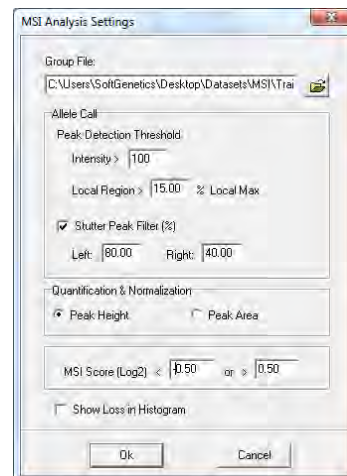 MSI Analysis Settings
Group File:
C:\Users\SoftGenetics\Desktop\Datasets\MSI\Trai
Allele Call
Peak Detection Threshold
Intensity > 100
Local Region > 15.00 % Local Max
Stutter Peak Filter (%)
Left: 80.00 Right: 40.00
Quantification & Normalization
Peak Height Peak Area
MSI Score (Log2) < -0.50 or > 0.50
Show Loss in Histogram
Ok Cancel